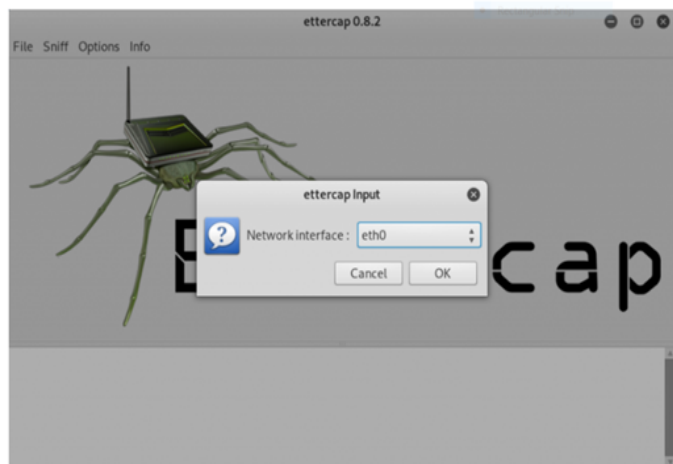 ettercap 0.8.2
File Sniff Options Info
ettercap Input
Network interface : eth0
Cancel OK
E cap